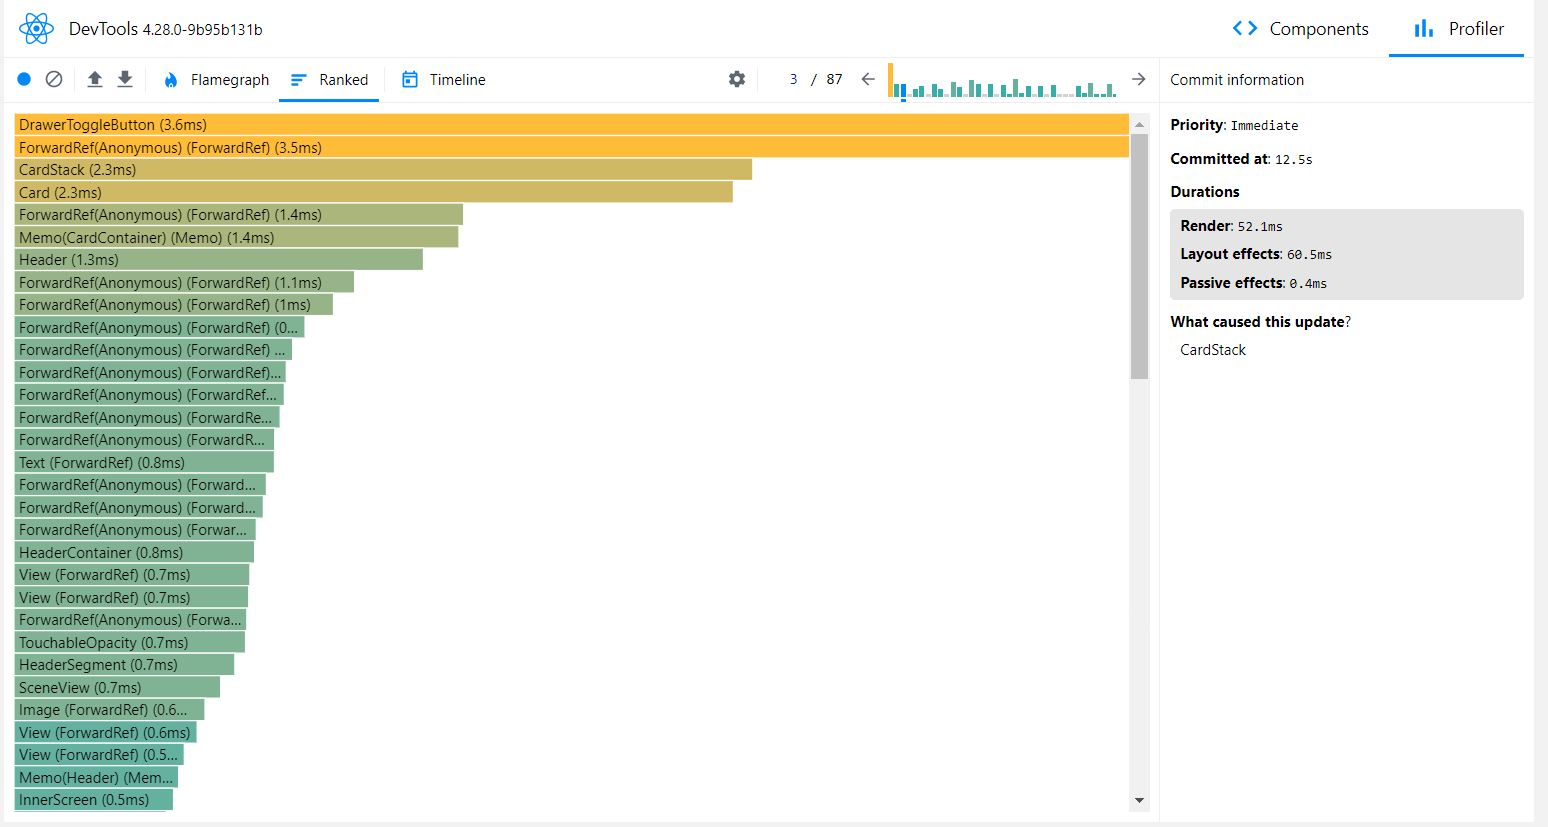 DevTools 4.28.0-9b95b131b
Components
Profiler
Flamegraph
Ranked
Timeline
3 / 87
Commit information
DrawerToggleButton (3.6ms)
ForwardRef(Anonymous) (ForwardRef) (3.5ms)
CardStack (2.3ms)
Card (2.3ms)
ForwardRef(Anonymous) (ForwardRef) (1.4ms)
Memo(CardContainer) (Memo) (1.4ms)
Header (1.3ms)
ForwardRef(Anonymous) (ForwardRef) (1.1ms)
ForwardRef(Anonymous) (ForwardRef) (1ms)
ForwardRef(Anonymous) (ForwardRef) (0...
ForwardRef(Anonymous) (ForwardRef) ...
ForwardRef(Anonymous) (ForwardRef)...
ForwardRef(Anonymous) (ForwardRef...
ForwardRef(Anonymous) (ForwardRe...
ForwardRef(Anonymous) (ForwardR...
Text (ForwardRef) (0.8ms)
ForwardRef(Anonymous) (Forward...
ForwardRef(Anonymous) (Forward...
ForwardRef(Anonymous) (Forwar...
HeaderContainer (0.8ms)
View (ForwardRef) (0.7ms)
View (ForwardRef) (0.7ms)
ForwardRef(Anonymous) (Forwa...
TouchableOpacity (0.7ms)
HeaderSegment (0.7ms)
SceneView (0.7ms)
Image (ForwardRef) (0.6...
View (ForwardRef) (0.6ms)
View (ForwardRef) (0.5...
Memo(Header) (Mem...
InnerScreen (0.5ms)
Priority: Immediate
Committed at: 12.5s
Durations
Render: 52.1ms
Layout effects: 60.5ms
Passive effects: 0.4ms
What caused this update?
CardStack